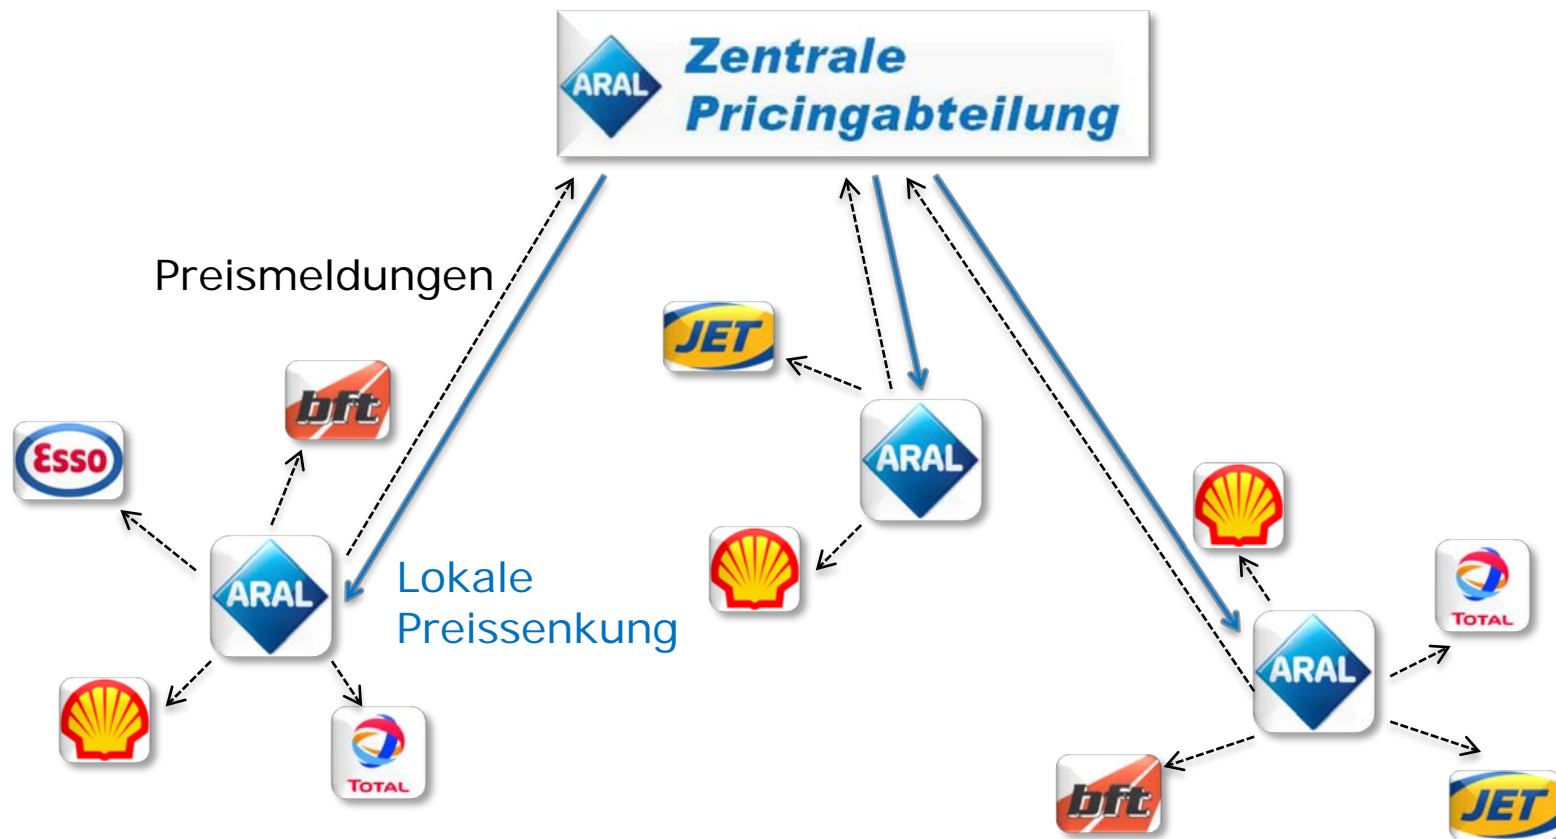 ARAL
Zentrale
Pricingabteilung
Preismeldungen
JET
bft
Esso
ARAL
ARAL
Lokale
Preissenkung
TOTAL
ARAL
TOTAL
bft
JET